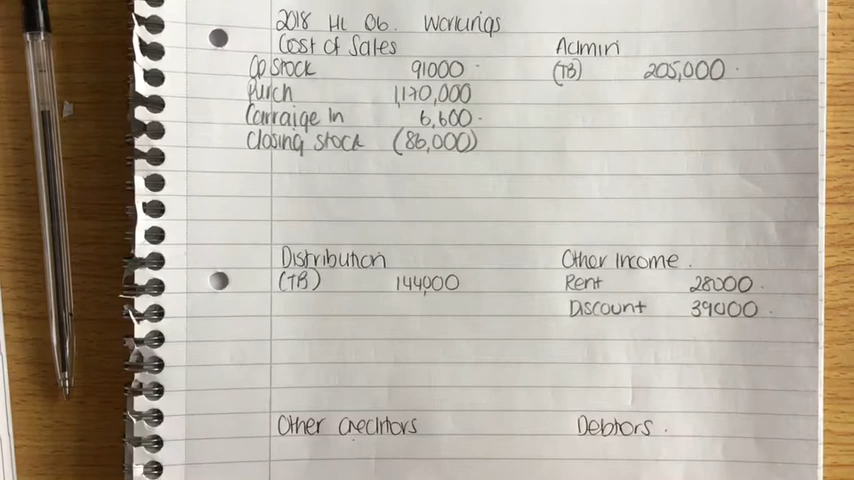 2018 HL Q6. Workings
Cost of Sales Admin
Op Stock 91000 (TB) 205,000
Purch 1,170,000
Carraige In 6,600
Closing stock (86,000)
Distribution Other Income.
(TB) 144,000 Rent 28000
Discount 39000
Other Creditors Debtors.